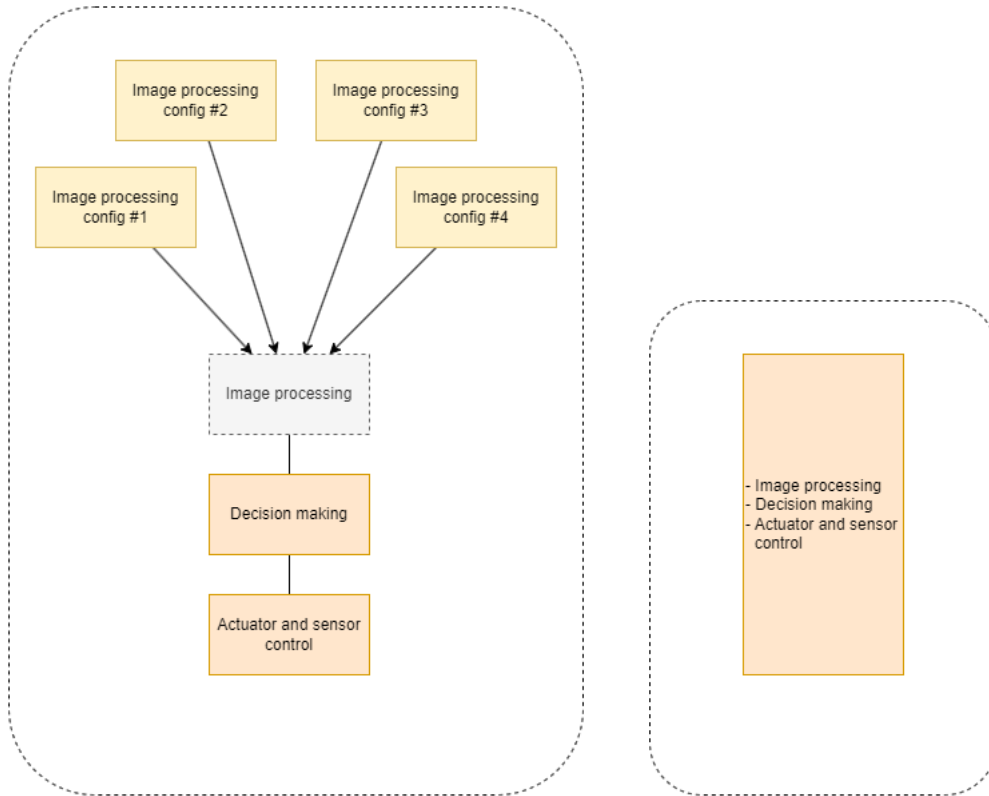 Image processing
config #2
Image processing
config #3
Image processing
config #1
Image processing
config #4
Image processing
Decision making
Actuator and sensor
control
- Image processing
- Decision making
- Actuator and sensor
control